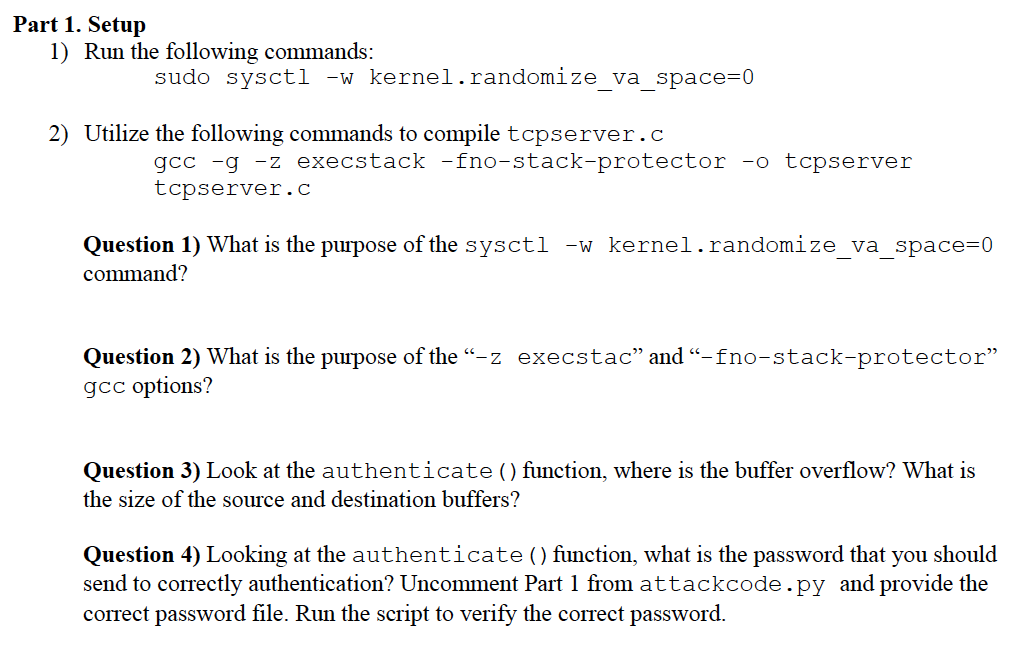 Part 1. Setup
1) Run the following commands:
sudo sysctl -w kernel.randomize_va_space=0
2) Utilize the following commands to compile tcpserver.c
gcc -g -z execstack -fno-stack-protector -o tcpserver
tcpserver.c
Question 1) What is the purpose of the sysctl -w kernel.randomize_va_space=0
command?
Question 2) What is the purpose of the “-z execstac” and “-fno-stack-protector”
gcc options?
Question 3) Look at the authenticate() function, where is the buffer overflow? What is
the size of the source and destination buffers?
Question 4) Looking at the authenticate() function, what is the password that you should
send to correctly authentication? Uncomment Part 1 from attackcode.py and provide the
correct password file. Run the script to verify the correct password.